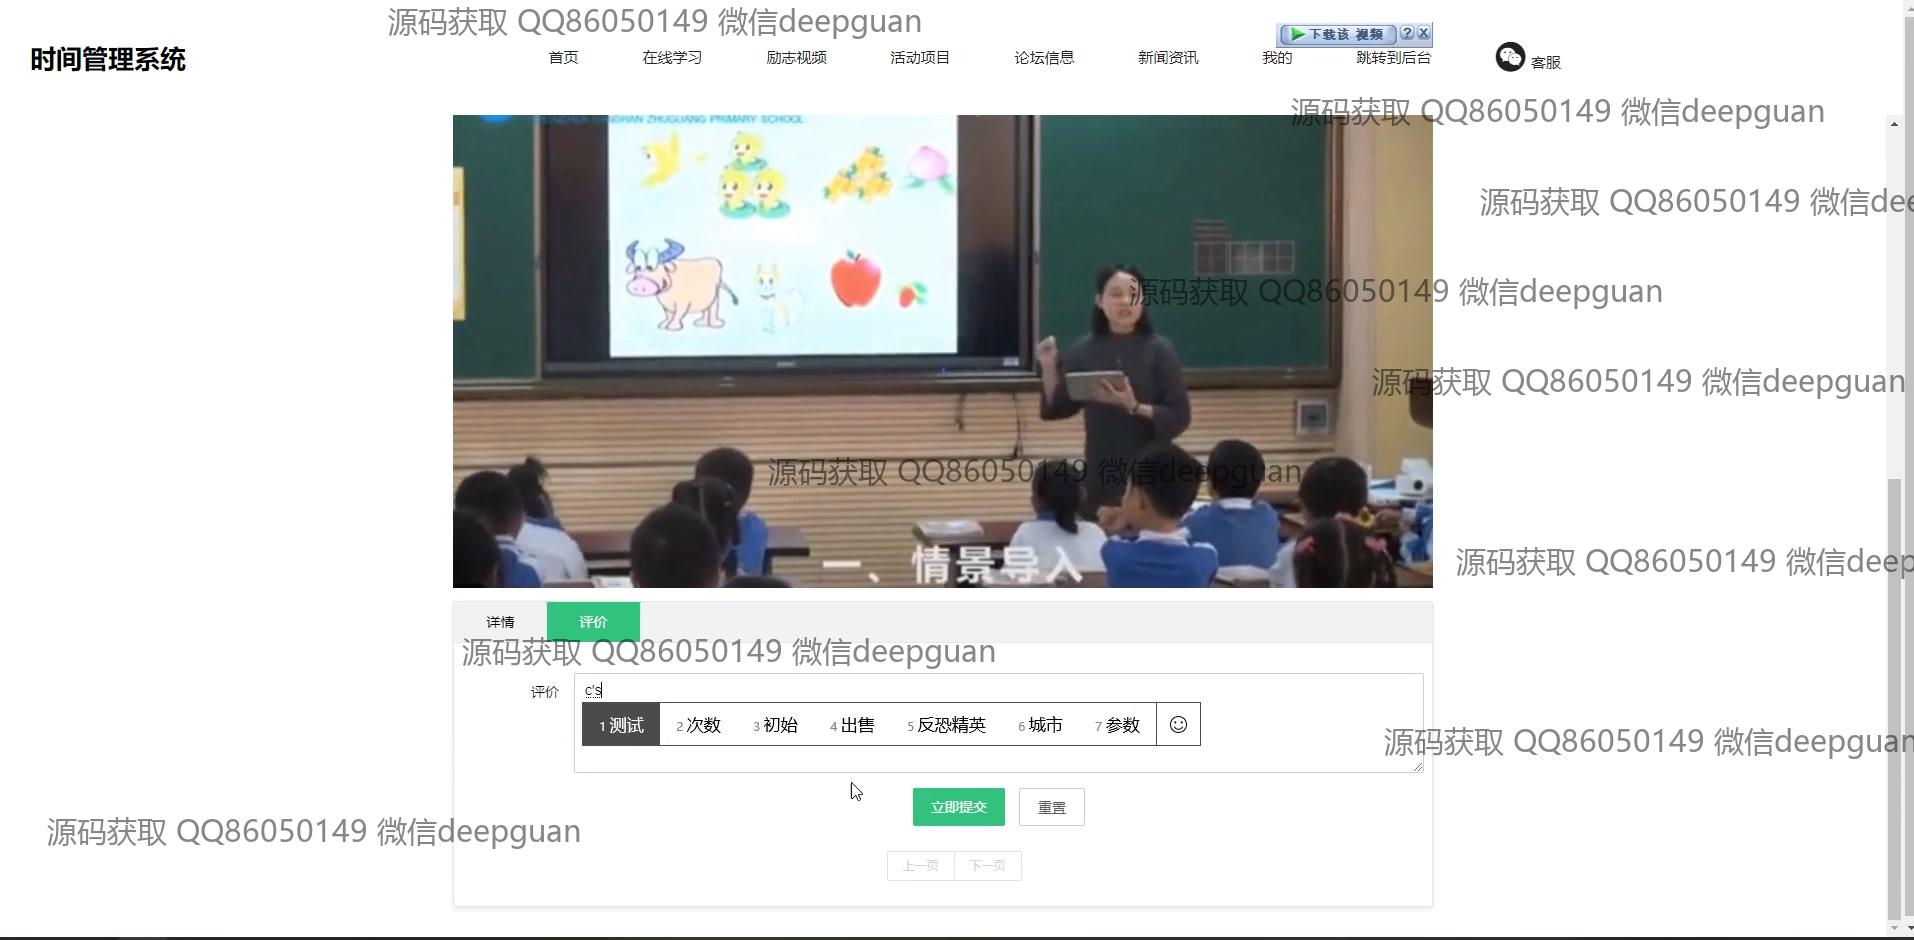 源码获取 QQ86050149 微信deepguan
下载该 视频
时间管理系统
首页 在线学习 励志视频 活动项目 论坛信息 新闻资讯 我的 跳转到后台 客服
源码获取 QQ86050149 微信deepguan
ZHUGUANG PRIMARY SCHOOL
源码获取 QQ86050149 微信dee
源码获取 QQ86050149 微信deepguan
源码获取 QQ86050149 微信deepguan
源码获取 QQ86050149 微信deepguan
一、情景导入
源码获取 QQ86050149 微信deep
详情 评价
源码获取 QQ86050149 微信deepguan
评价 c's
1 测试 2 次数 3 初始 4 出售 5 反恐精英 6 城市 7 参数
源码获取 QQ86050149 微信deepguan
立即提交 重置
源码获取 QQ86050149 微信deepguan
上一页 下一页